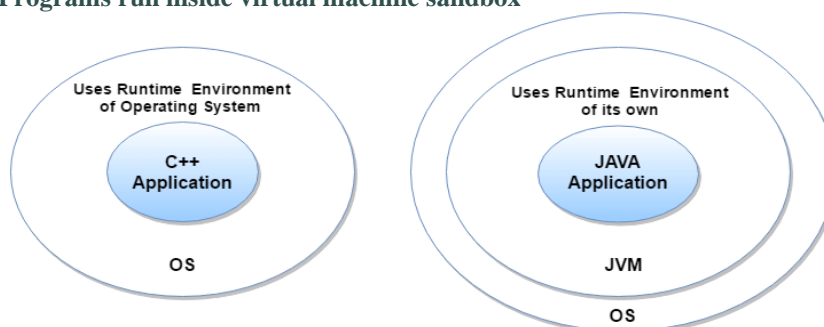 Programs run inside virtual machine sandbox
Uses Runtime Environment
of Operating System
C++
Application
OS
Uses Runtime Environment
of its own
JAVA
Application
JVM
OS